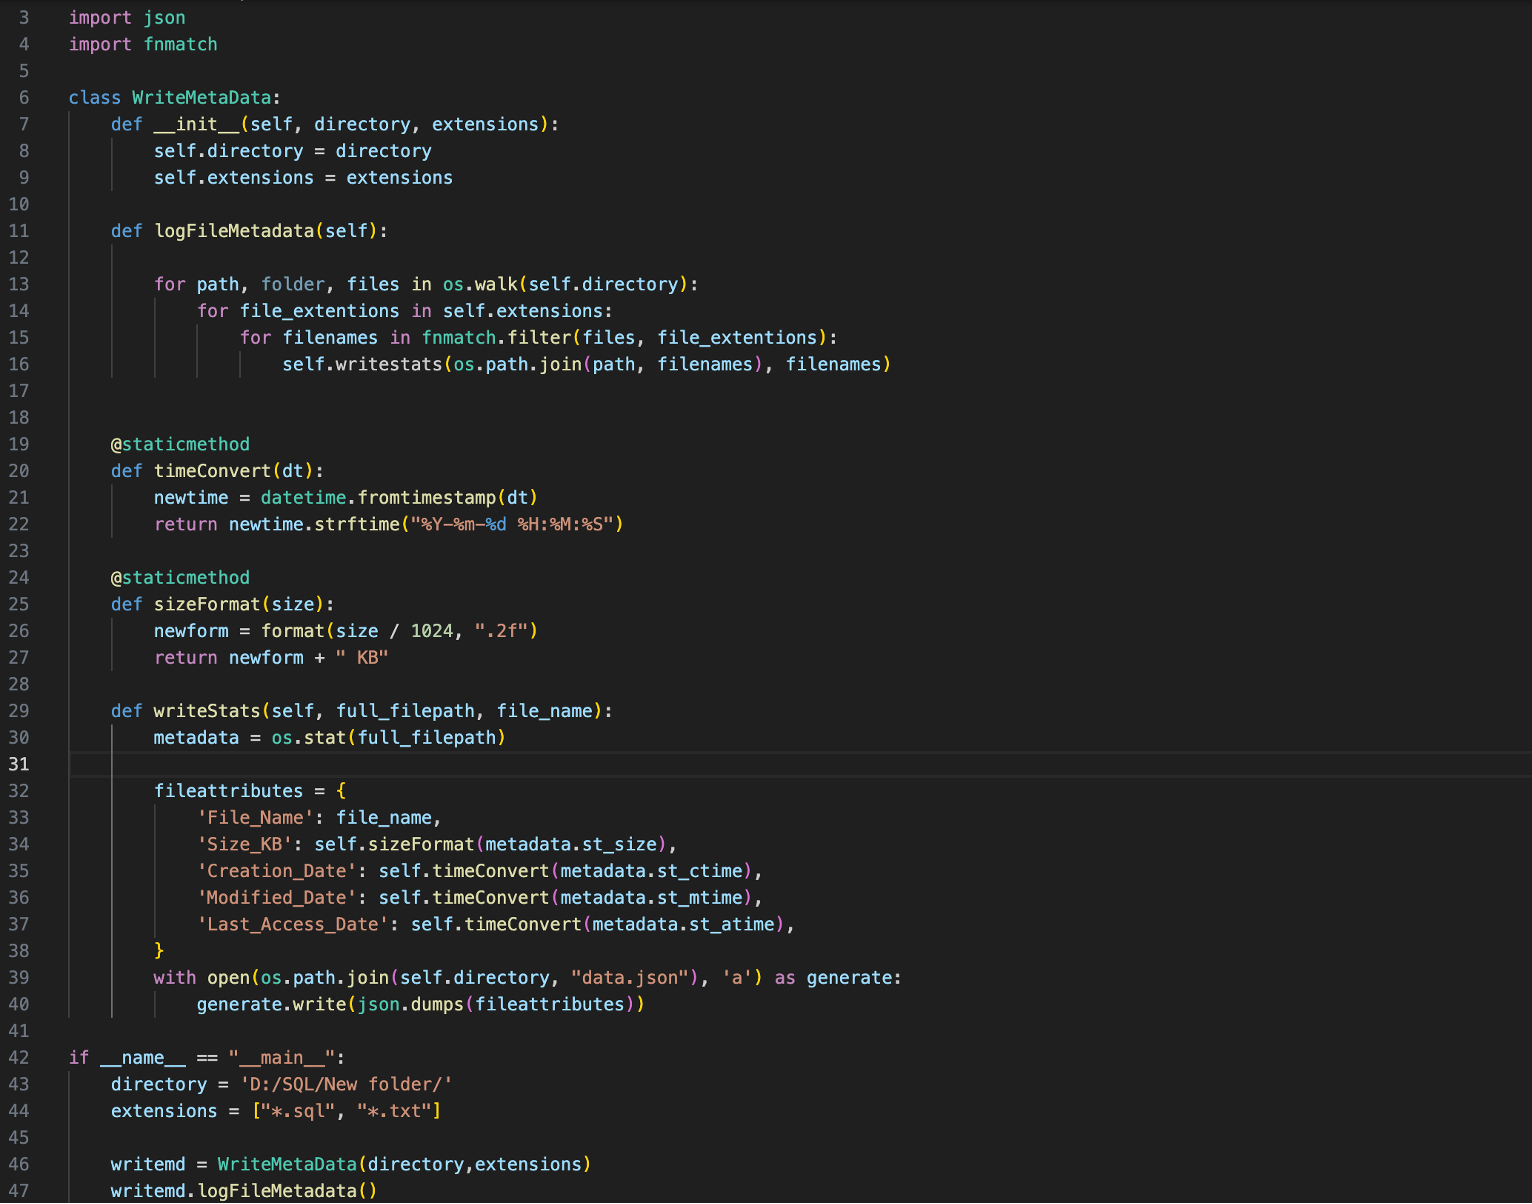 3 import json
4 import fnmatch
5
6 class WriteMetaData:
7     def __init__(self, directory, extensions):
8         self.directory = directory
9         self.extensions = extensions
10
11     def logFileMetadata(self):
12
13         for path, folder, files in os.walk(self.directory):
14             for file_extentions in self.extensions:
15                 for filenames in fnmatch.filter(files, file_extentions):
16                     self.writestats(os.path.join(path, filenames), filenames)
17
18
19     @staticmethod
20     def timeConvert(dt):
21         newtime = datetime.fromtimestamp(dt)
22         return newtime.strftime("%Y-%m-%d %H:%M:%S")
23
24     @staticmethod
25     def sizeFormat(size):
26         newform = format(size / 1024, ".2f")
27         return newform + " KB"
28
29     def writeStats(self, full_filepath, file_name):
30         metadata = os.stat(full_filepath)
31
32         fileattributes = {
33             'File_Name': file_name,
34             'Size_KB': self.sizeFormat(metadata.st_size),
35             'Creation_Date': self.timeConvert(metadata.st_ctime),
36             'Modified_Date': self.timeConvert(metadata.st_mtime),
37             'Last_Access_Date': self.timeConvert(metadata.st_atime),
38         }
39         with open(os.path.join(self.directory, "data.json"), 'a') as generate:
40             generate.write(json.dumps(fileattributes))
41
42 if __name__ == "__main__":
43     directory = 'D:/SQL/New folder/'
44     extensions = ["*.sql", "*.txt"]
45
46     writemd = WriteMetaData(directory,extensions)
47     writemd.logFileMetadata()